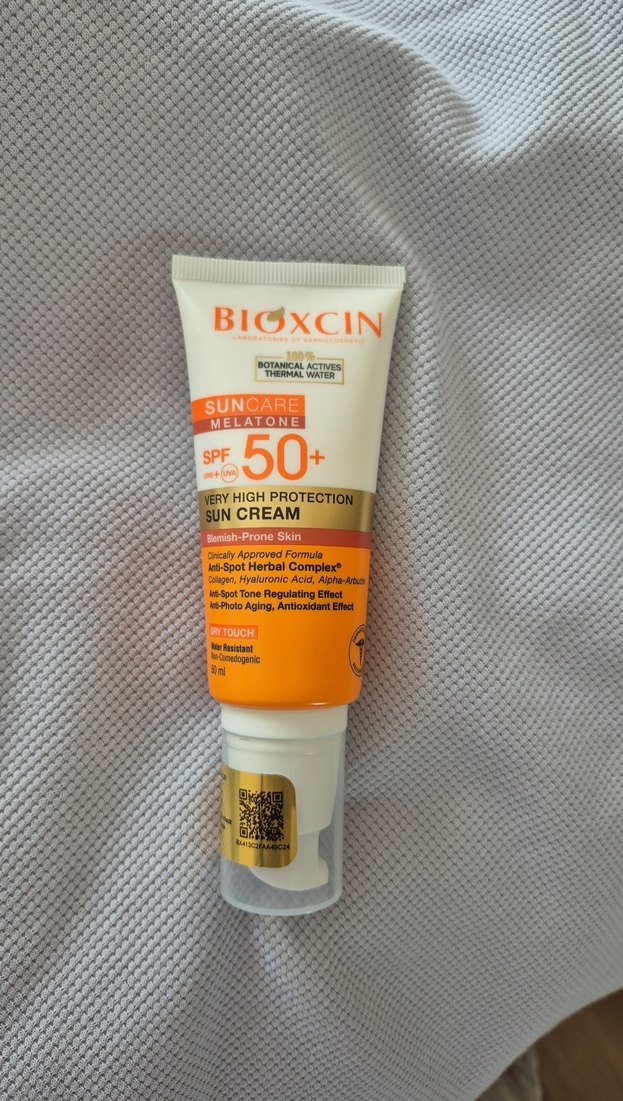 BIOXCIN
LABORATORIES OF DERMOCOSMETIC
100%
BOTANICAL ACTIVES
THERMAL WATER
SUNCARE
MELATONE
SPF 50+
UVB + UVA
VERY HIGH PROTECTION
SUN CREAM
Blemish-Prone Skin
Clinically Approved Formula
Anti-Spot Herbal Complex®
Collagen, Hyaluronic Acid, Alpha-Arbutin
Anti-Spot Tone Regulating Effect
Anti-Photo Aging, Antioxidant Effect
DRY TOUCH
Water Resistant
Non-Comedogenic
50 ml
BX413C2FAA49C24